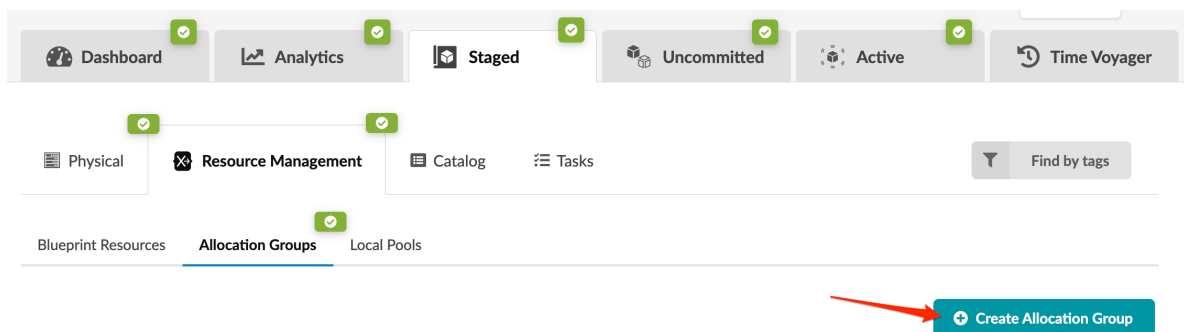 Dashboard Analytics Staged Uncommitted Active Time Voyager
Physical Resource Management Catalog Tasks Find by tags
Blueprint Resources Allocation Groups Local Pools
Create Allocation Group